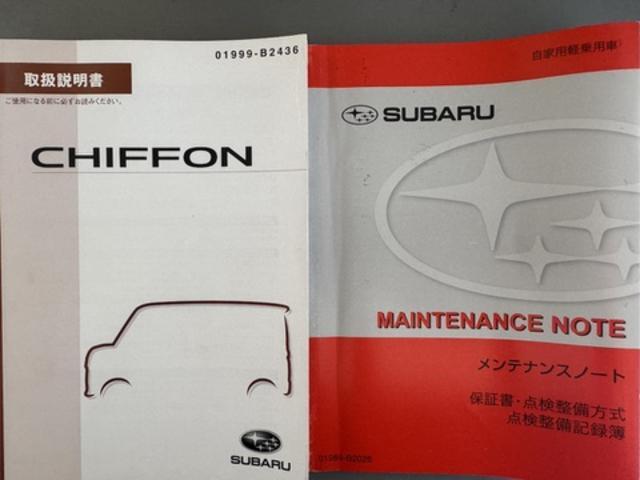 01999-B2436
取扱説明書
ご使用になる前に必ずお読みください。
CHIFFON
SUBARU
自家用軽乗用車
SUBARU
MAINTENANCE NOTE
メンテナンスノート
保証書・点検整備方式
点検整備記録簿
01999-B2026